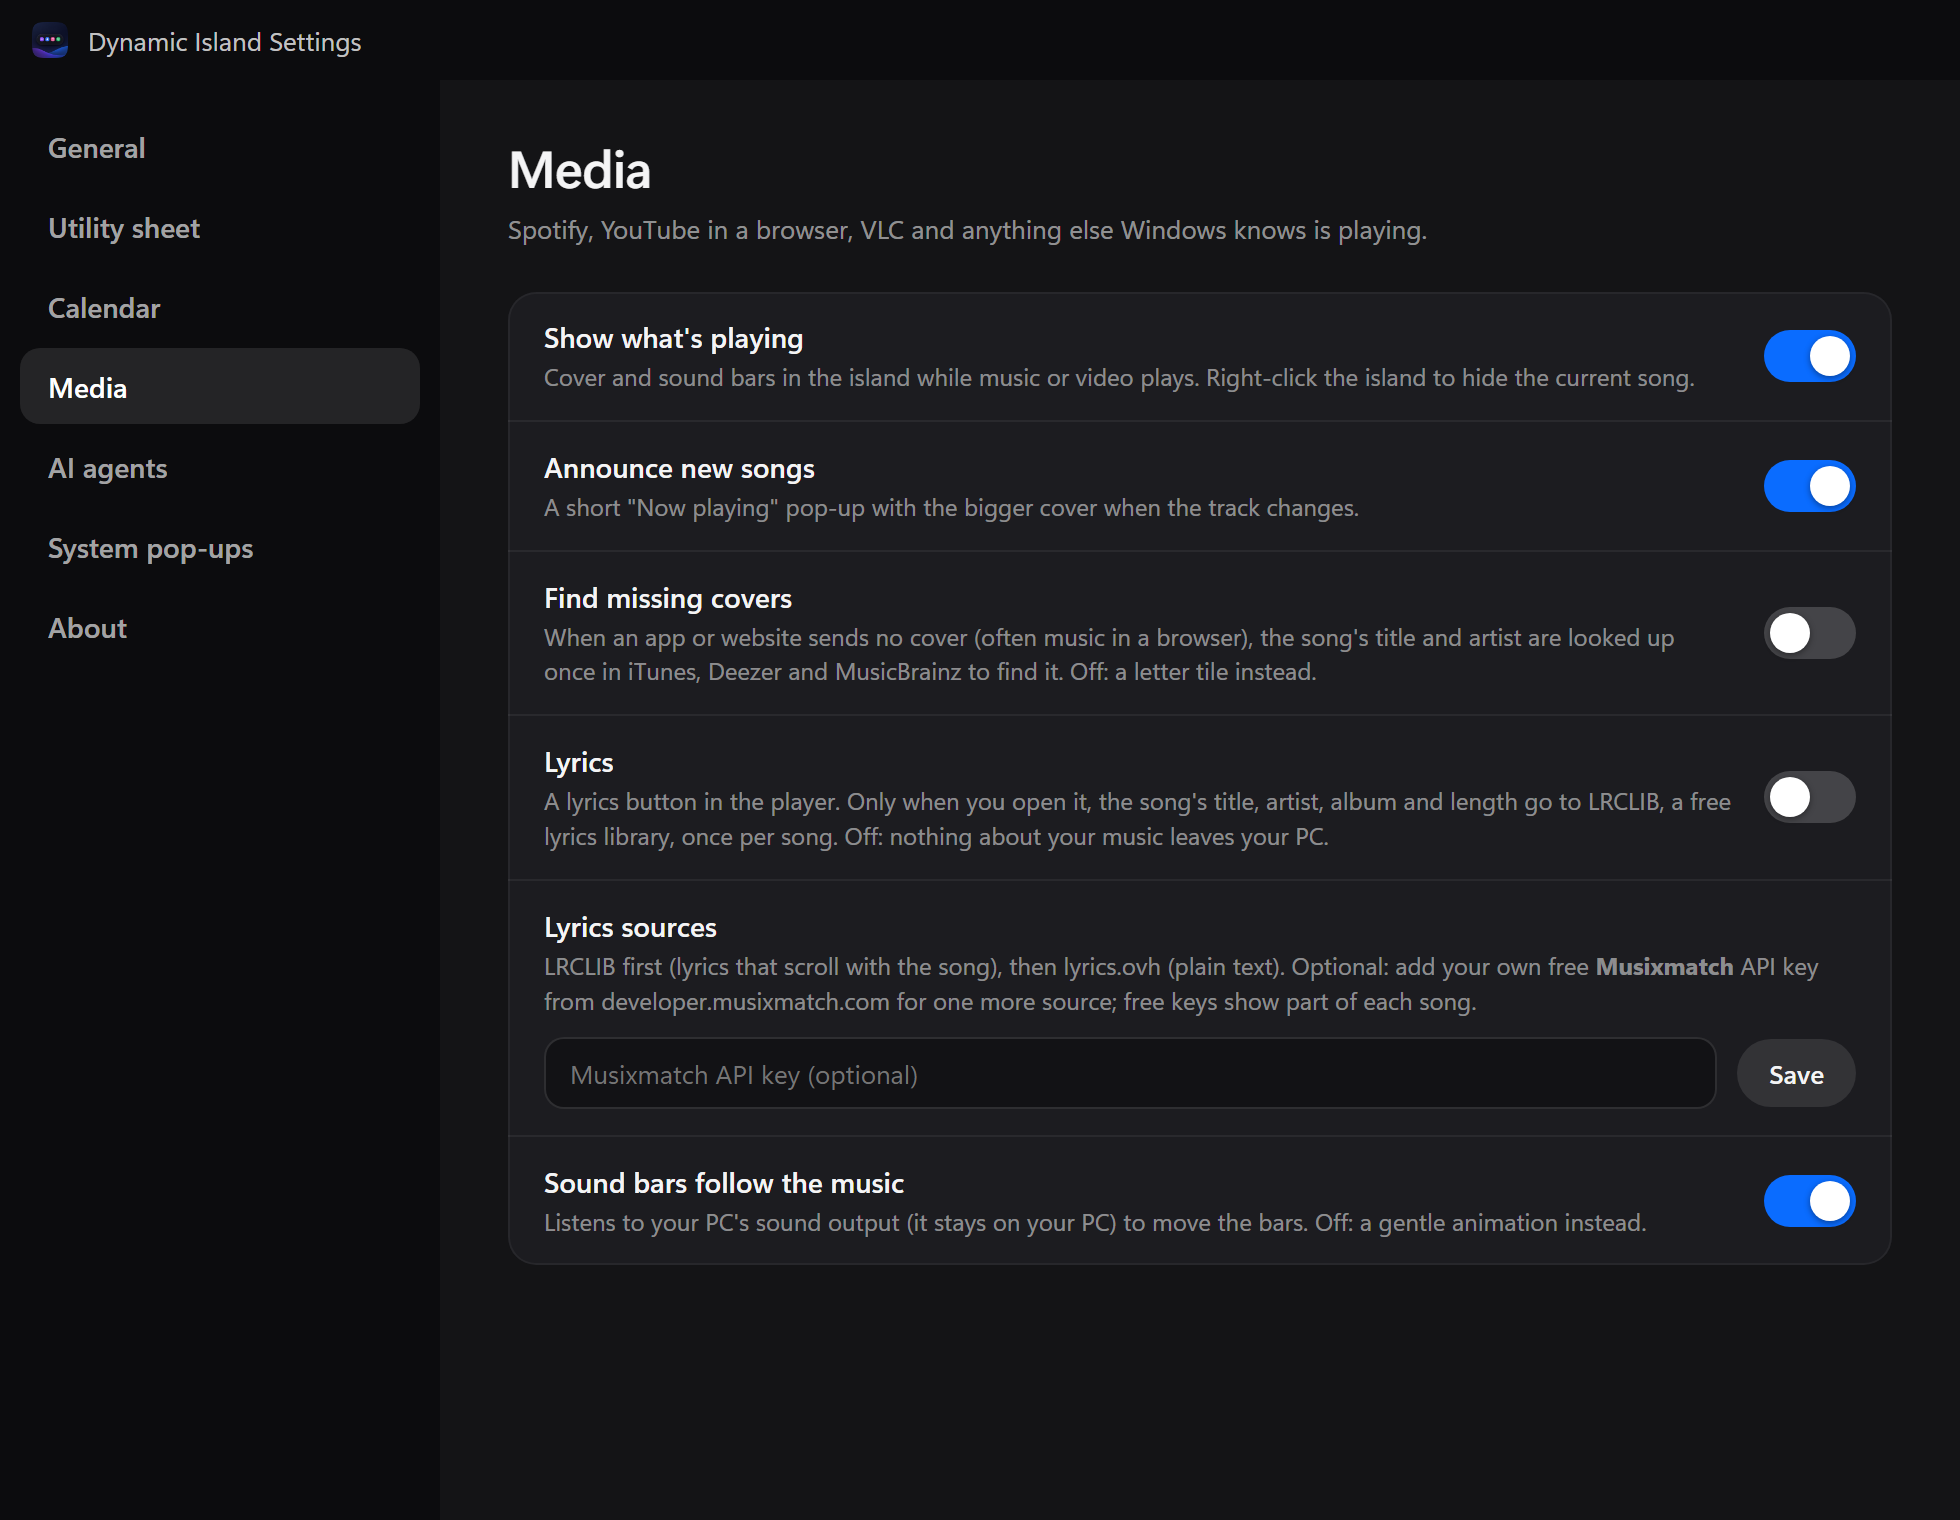 Dynamic Island Settings
General
Utility sheet
Calendar
Media
AI agents
System pop-ups
About
Media
Spotify, YouTube in a browser, VLC and anything else Windows knows is playing.
Show what's playing
Cover and sound bars in the island while music or video plays. Right-click the island to hide the current song.
Announce new songs
A short "Now playing" pop-up with the bigger cover when the track changes.
Find missing covers
When an app or website sends no cover (often music in a browser), the song's title and artist are looked up
once in iTunes, Deezer and MusicBrainz to find it. Off: a letter tile instead.
Lyrics
A lyrics button in the player. Only when you open it, the song's title, artist, album and length go to LRCLIB, a free
lyrics library, once per song. Off: nothing about your music leaves your PC.
Lyrics sources
LRCLIB first (lyrics that scroll with the song), then lyrics.ovh (plain text). Optional: add your own free Musixmatch API key
from developer.musixmatch.com for one more source; free keys show part of each song.
Musixmatch API key (optional)
Save
Sound bars follow the music
Listens to your PC's sound output (it stays on your PC) to move the bars. Off: a gentle animation instead.